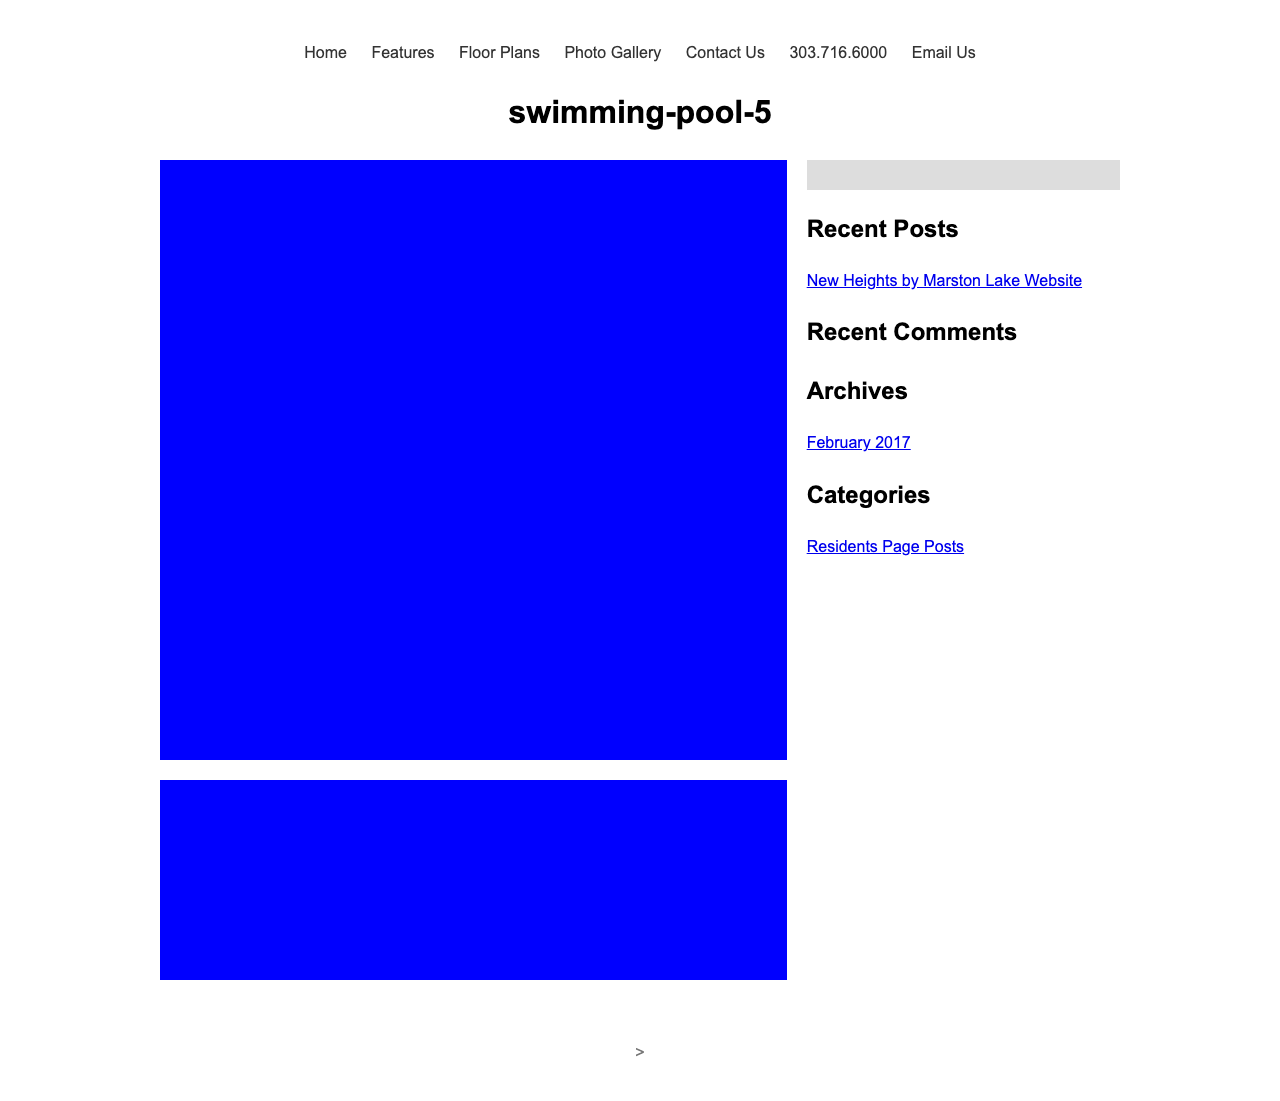 Home Features Floor Plans Photo Gallery Contact Us 303.716.6000 Email Us
swimming-pool-5
Recent Posts
New Heights by Marston Lake Website
Recent Comments
Archives
February 2017
Categories
Residents Page Posts
>